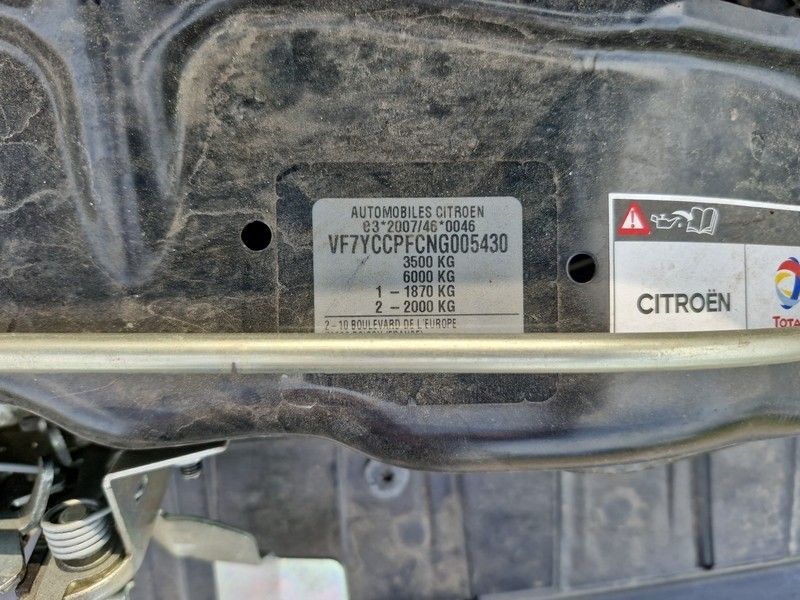 AUTOMOBILES CITROEN
e3*2007/46*0046
VF7YCCPFCNG005430
3500 KG
6000 KG
1 - 1870 KG
2 - 2000 KG
2 - 10 BOULEVARD DE L'EUROPE
CITROËN